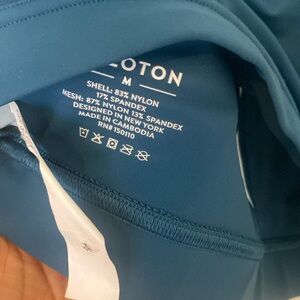 LOTON
M
SHELL: 83% NYLON
17% SPANDEX
MESH: 87% NYLON 13% SPANDEX
DESIGNED IN NEW YORK
MADE IN CAMBODIA
RN# 150110